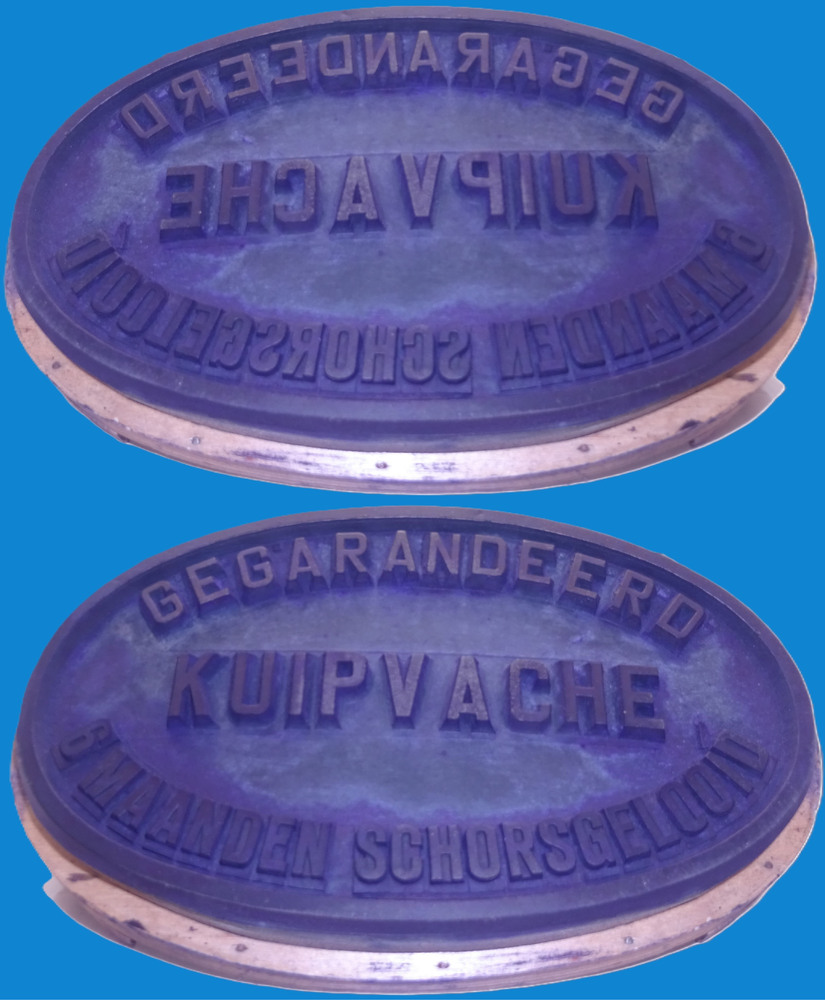 GEGARANDEERD
KUIPVACHE
6 MAANDEN SCHORSGELOOID
GEGARANDEERD
KUIPVACHE
6 MAANDEN SCHORSGELOOID